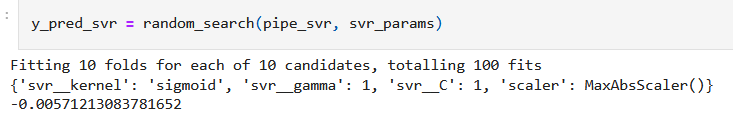 :
y_pred_svr = random_search(pipe_svr, svr_params)
Fitting 10 folds for each of 10 candidates, totalling 100 fits
{'svr__kernel': 'sigmoid', 'svr__gamma': 1, 'svr__C': 1, 'scaler': MaxAbsScaler()}
-0.00571213083781652